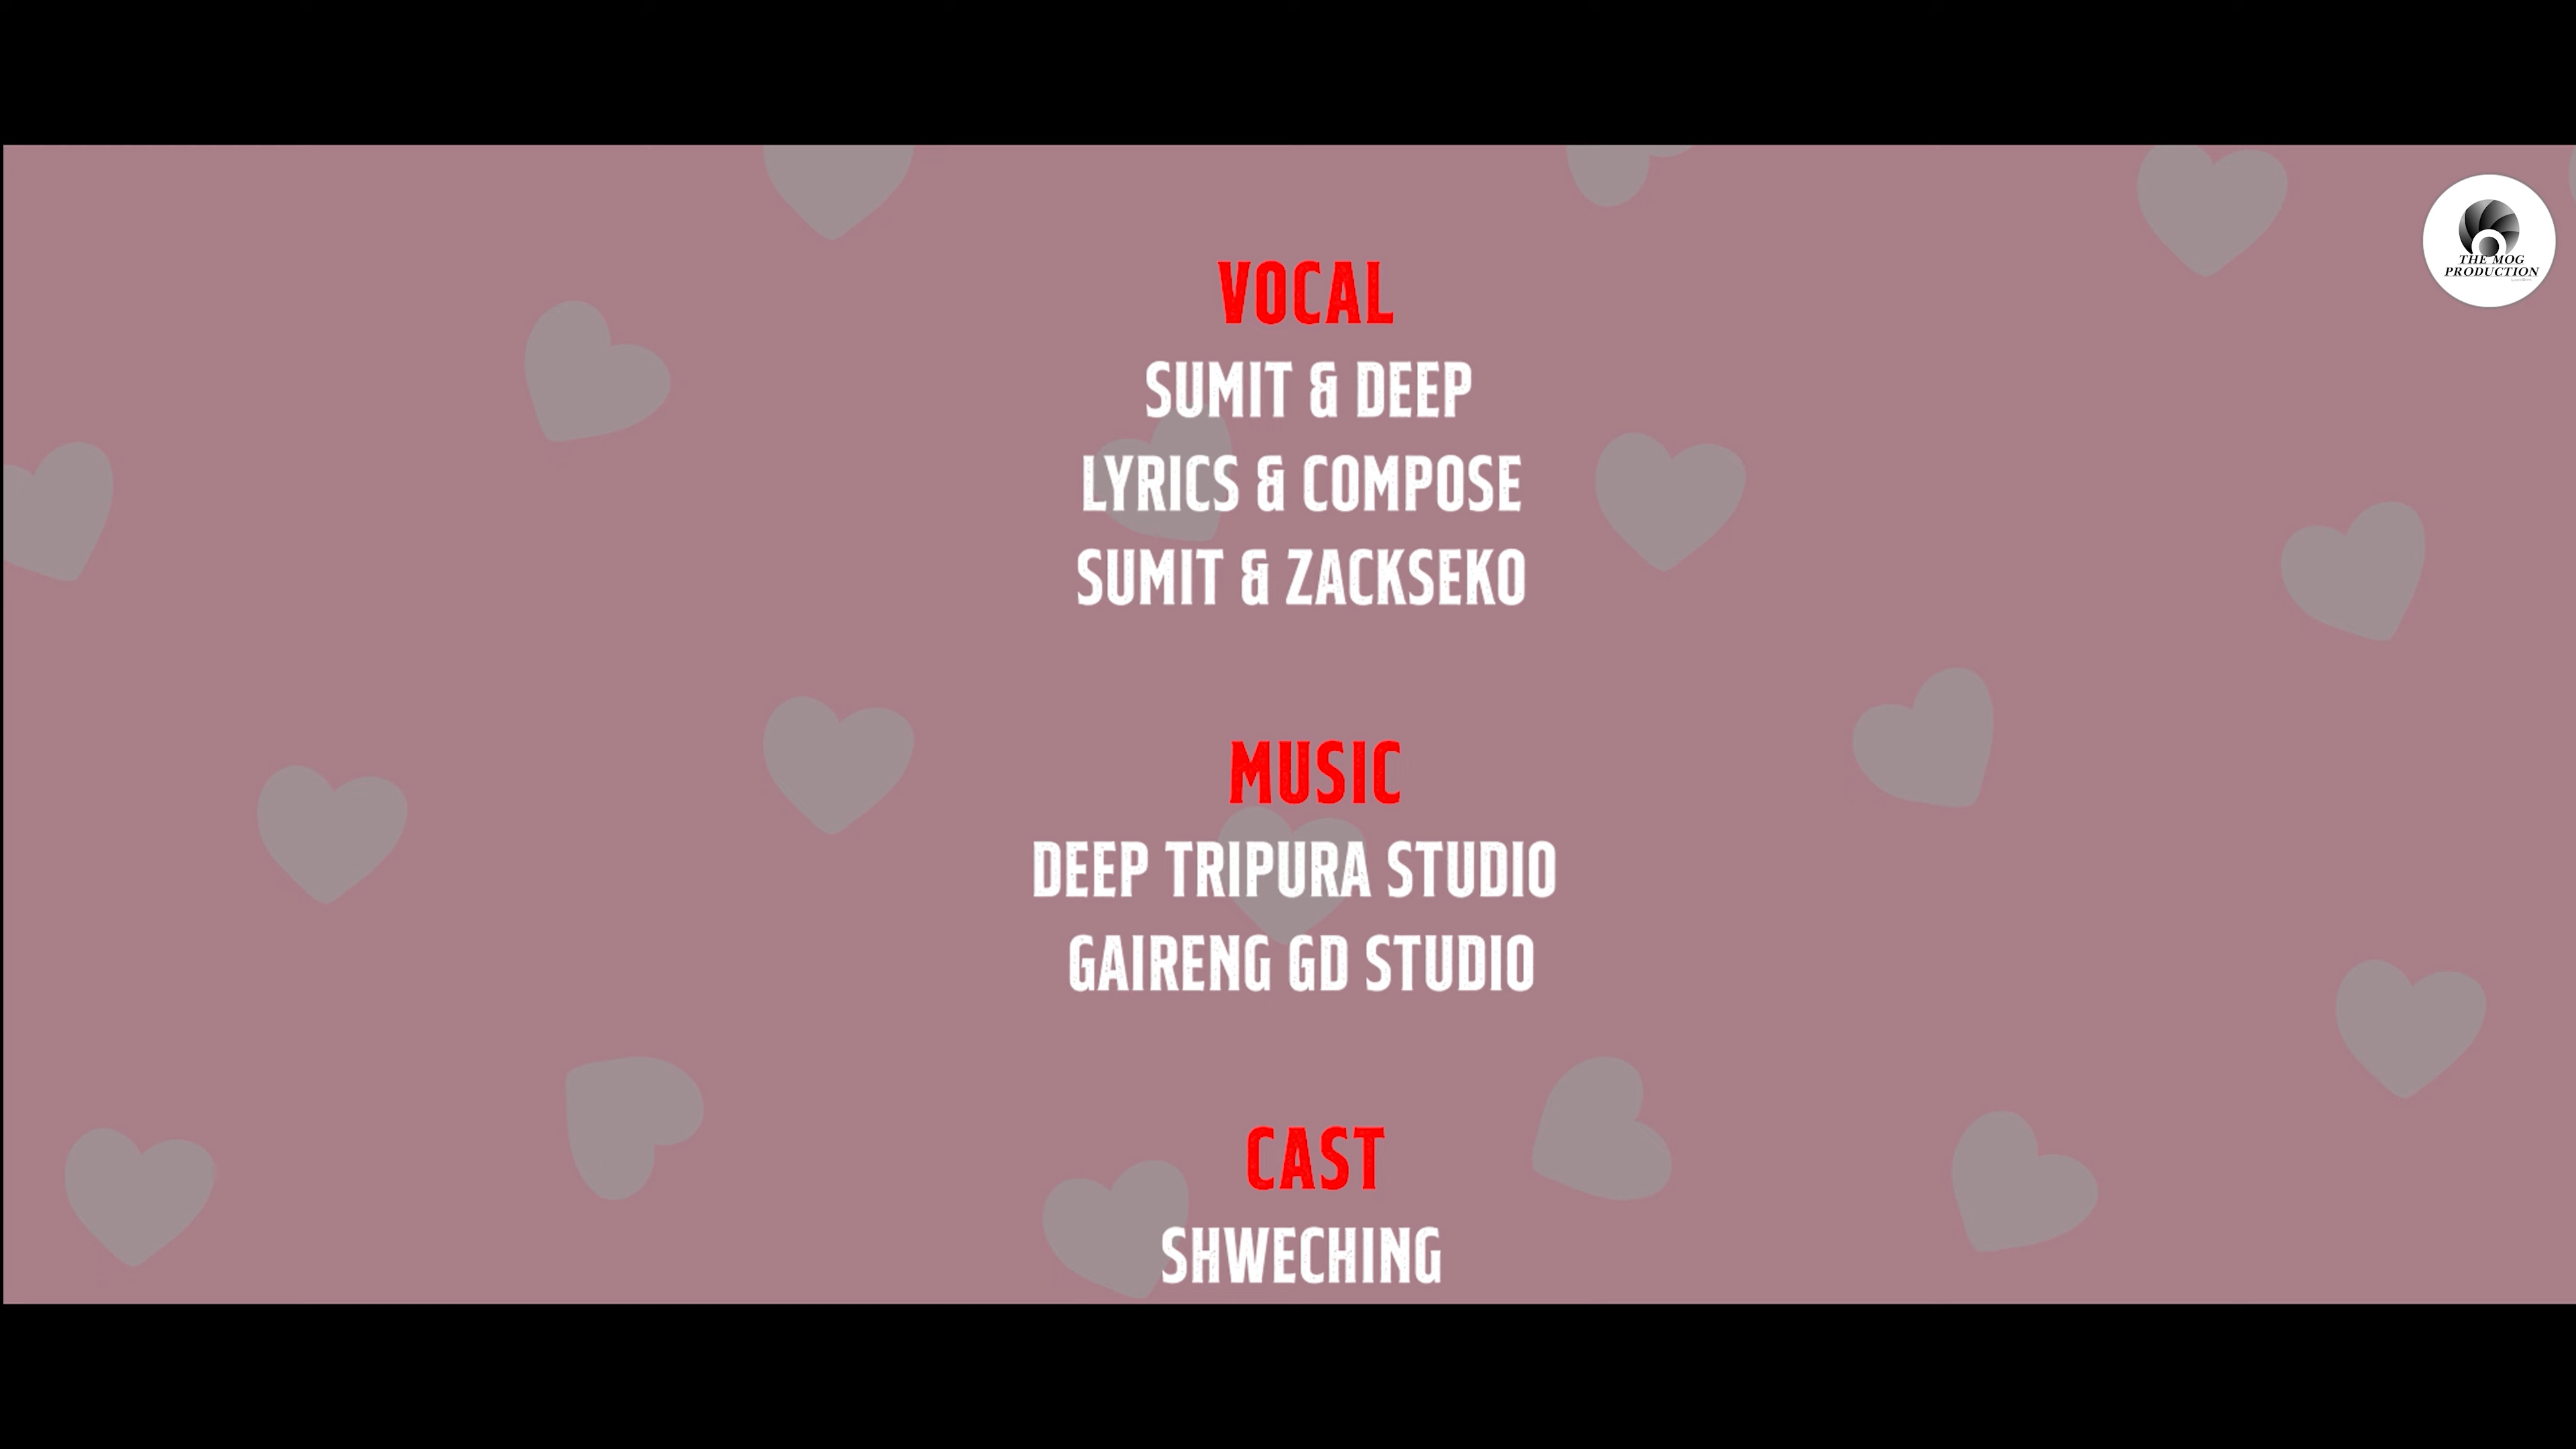 VOCAL
SUMIT & DEEP
LYRICS & COMPOSE
SUMIT & ZACKSEKO
MUSIC
DEEP TRIPURA STUDIO
GAIRENG GD STUDIO
CAST
SHWECHING
THE MOG
PRODUCTION